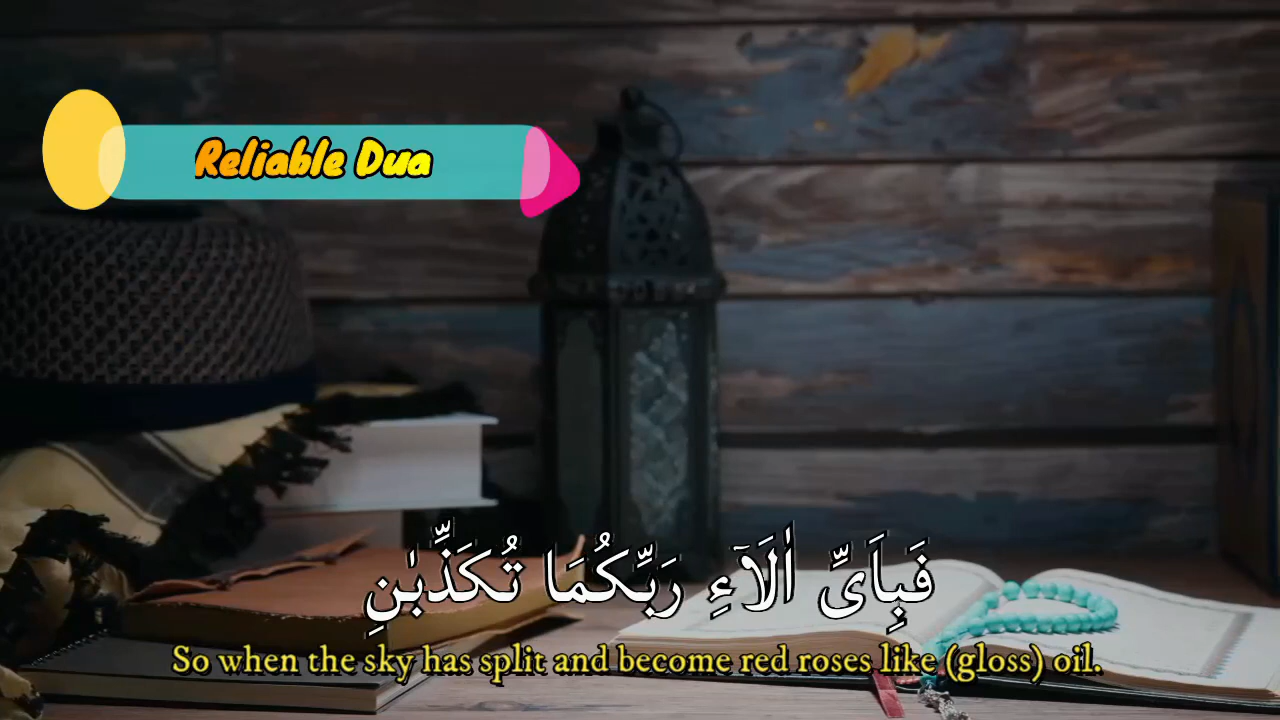 Reliable Dua
فَبِاَىِّ اٰلَآءِ رَبِّكُمَا تُكَذِّبٰنِ
So when the sky has split and become red roses like (gloss) oil.